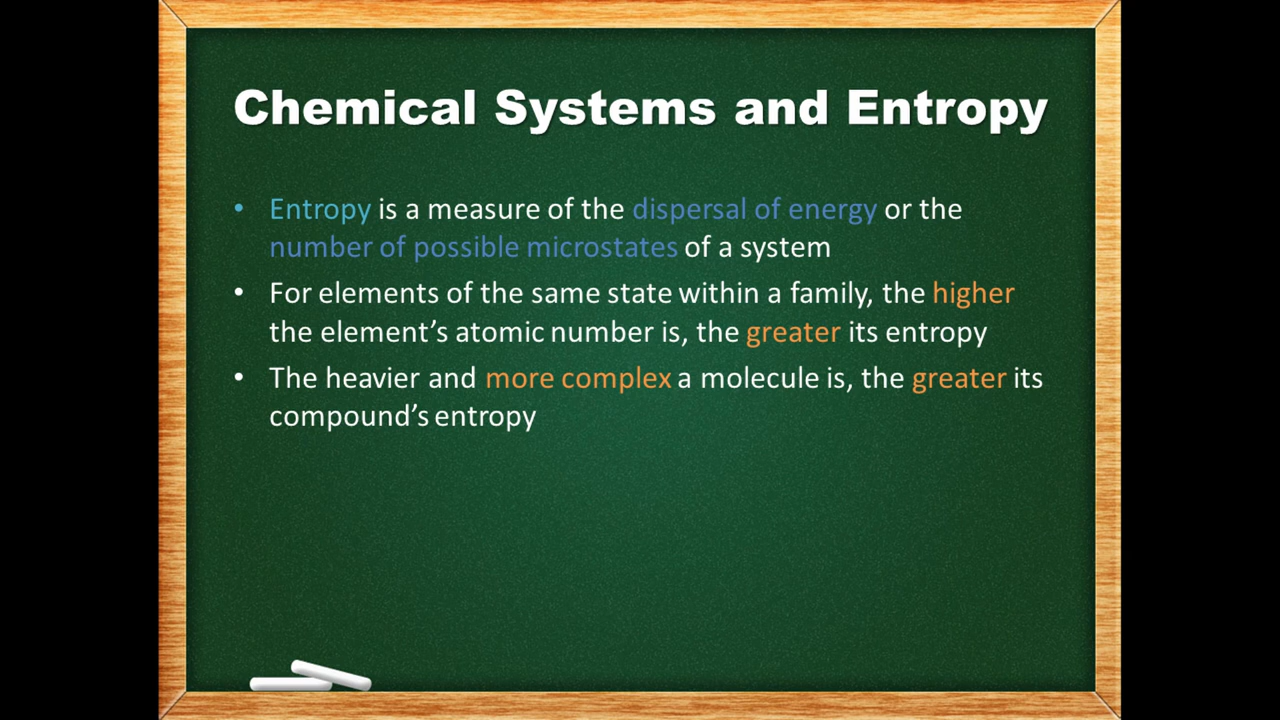 Chemical Systems and Entropy
• Entropy is a measure of the dispersal of energy or the
number of possible microstates of a system
• For elements of the same state within a family, the higher
the element’s atomic number is, the greater its entropy
• The heavier and more complex a molecule is, the greater its
compound’s entropy